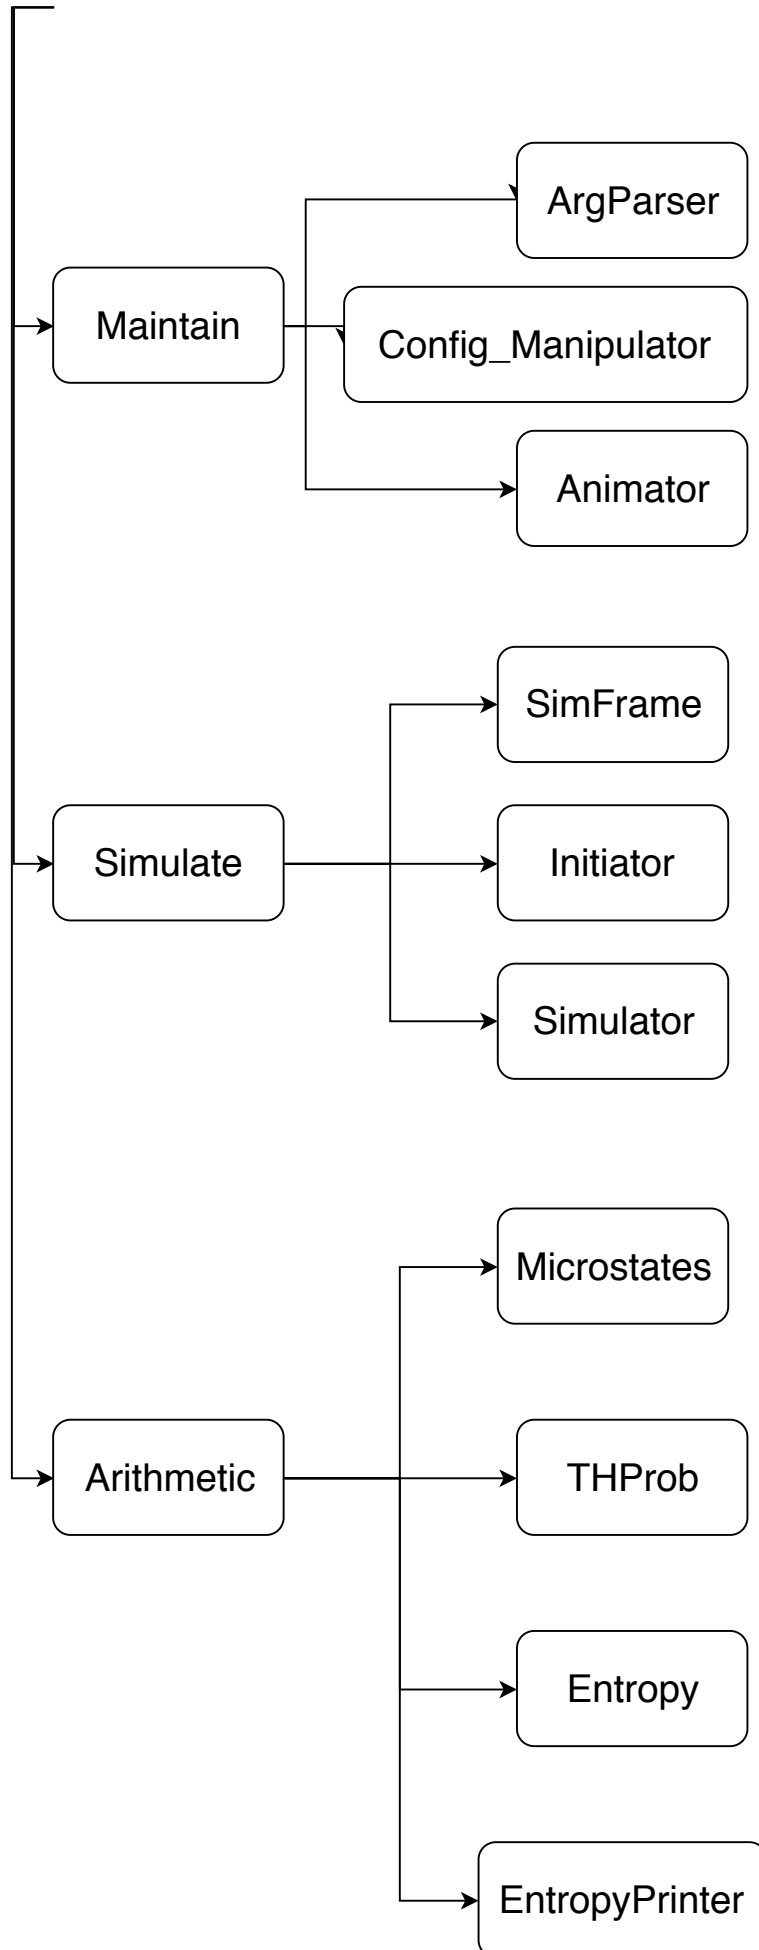 ArgParser
Maintain
Config_Manipulator
Animator
SimFrame
Simulate
Initiator
Simulator
Microstates
Arithmetic
THProb
Entropy
EntropyPrinter